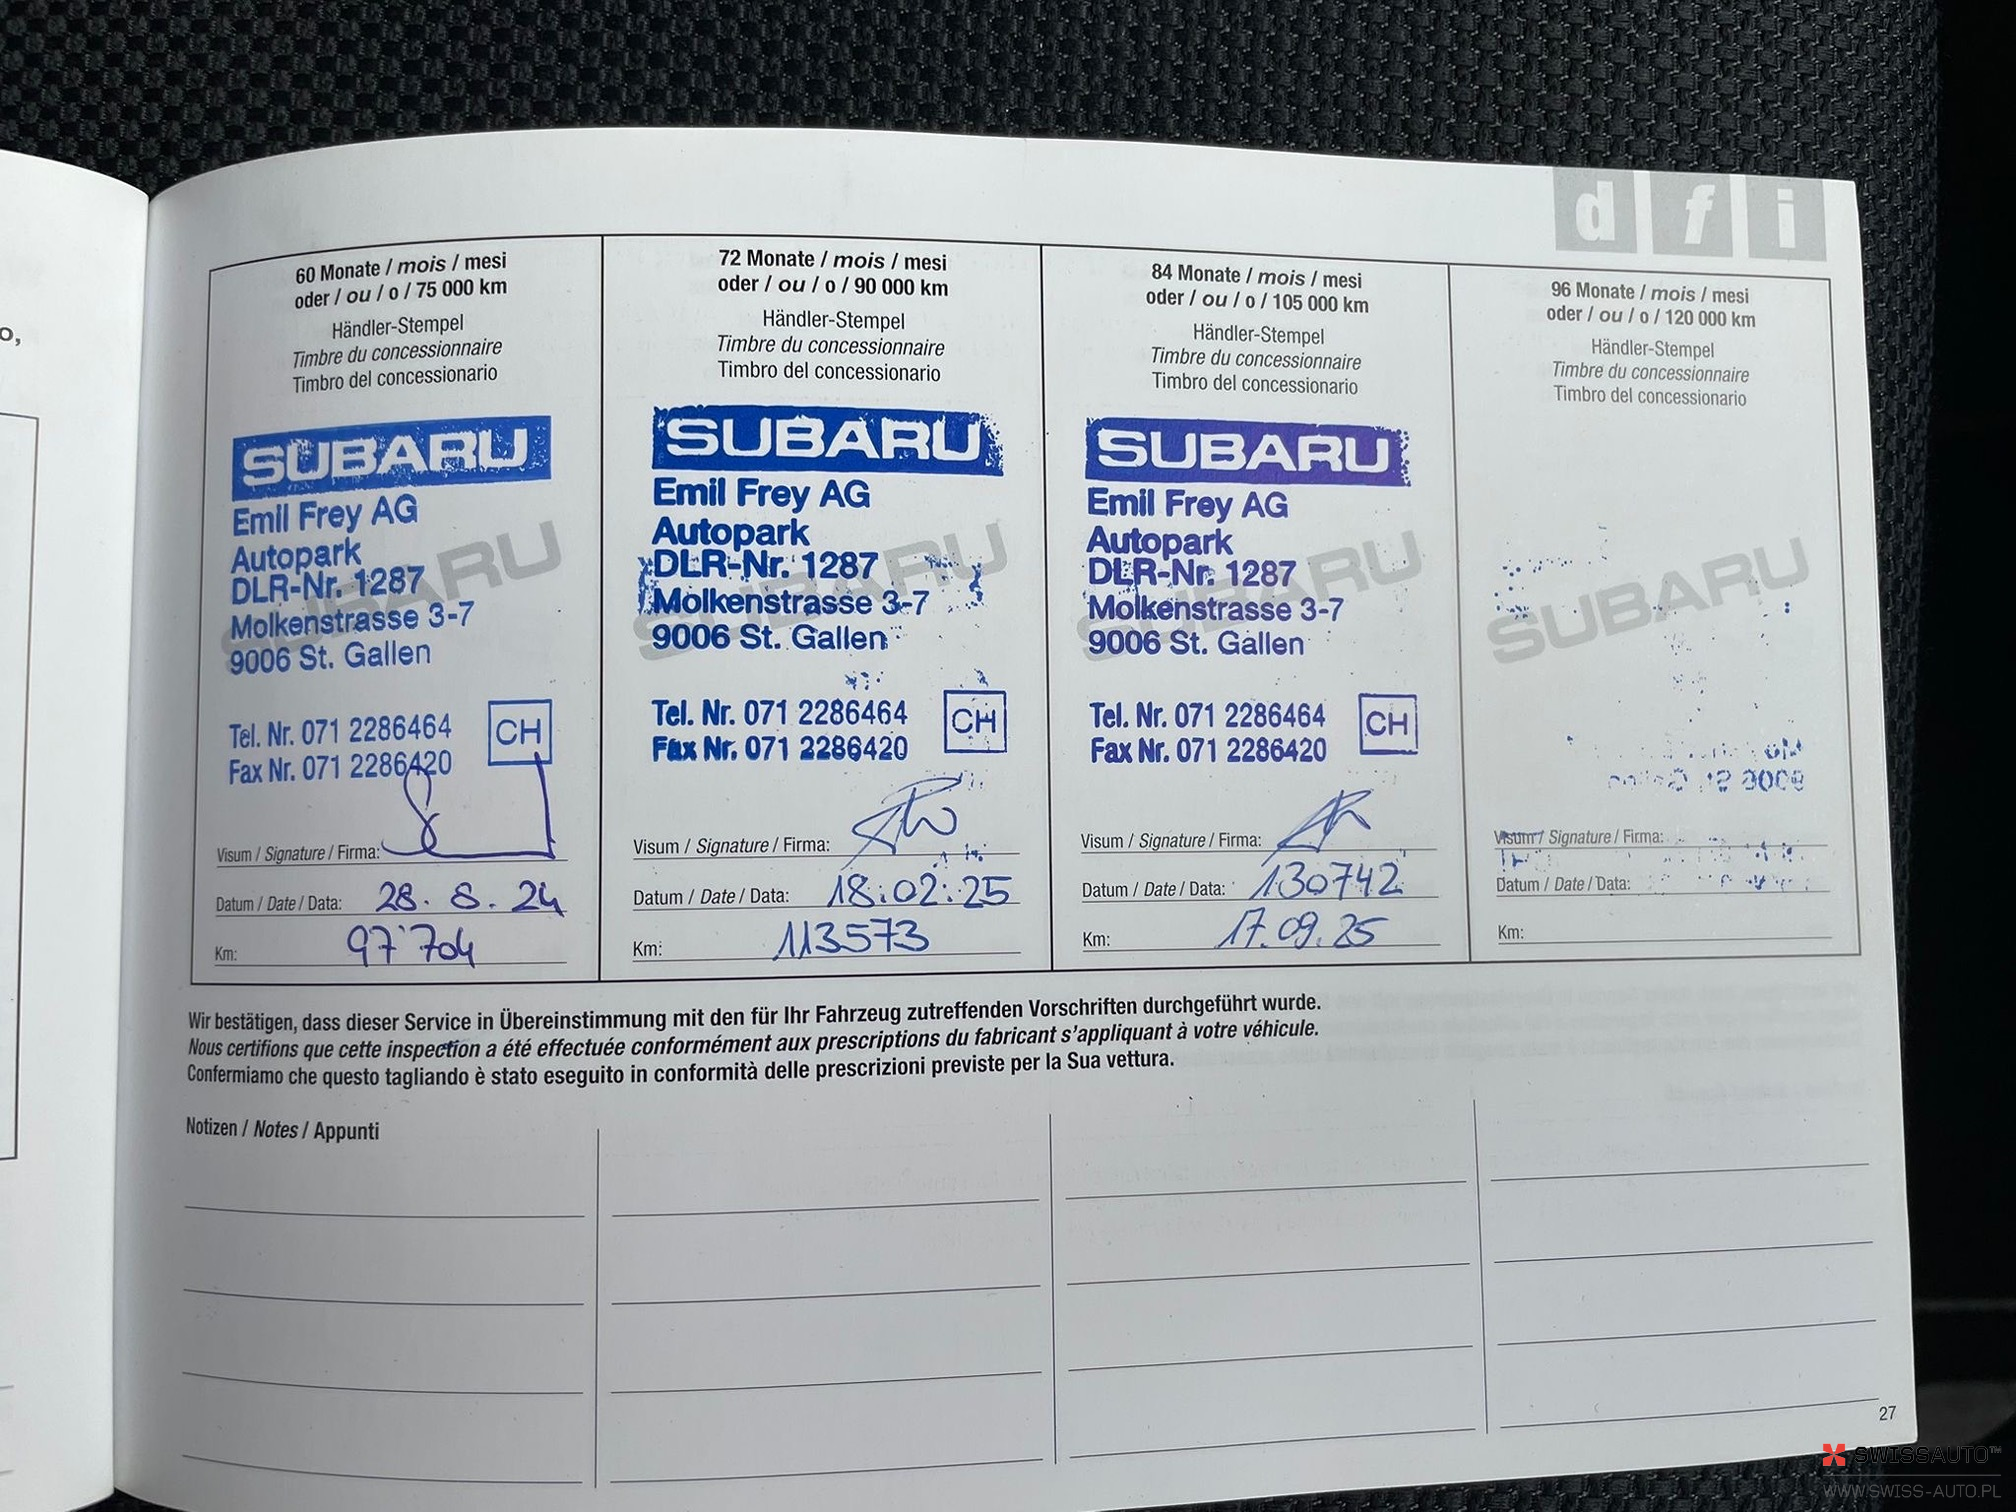 o,
d f i
60 Monate / mois / mesi
oder / ou / o / 75 000 km
Händler-Stempel
Timbre du concessionnaire
Timbro del concessionario
SUBARU
SUBARU
Emil Frey AG
Autopark
DLR-Nr. 1287
Molkenstrasse 3-7
9006 St. Gallen
Tel. Nr. 071 2286464
Fax Nr. 071 2286420
CH
Visum / Signature / Firma:
Datum / Date / Data: 28. 8. 24
Km: 97'704
72 Monate / mois / mesi
oder / ou / o / 90 000 km
Händler-Stempel
Timbre du concessionnaire
Timbro del concessionario
SUBARU
SUBARU
Emil Frey AG
Autopark
DLR-Nr. 1287
Molkenstrasse 3-7
9006 St. Gallen
Tel. Nr. 071 2286464
Fax Nr. 071 2286420
CH
Visum / Signature / Firma:
Datum / Date / Data: 18.02.25
Km: 113573
84 Monate / mois / mesi
oder / ou / o / 105 000 km
Händler-Stempel
Timbre du concessionnaire
Timbro del concessionario
SUBARU
SUBARU
Emil Frey AG
Autopark
DLR-Nr. 1287
Molkenstrasse 3-7
9006 St. Gallen
Tel. Nr. 071 2286464
Fax Nr. 071 2286420
CH
Visum / Signature / Firma:
Datum / Date / Data: 130742
Km: 17.09.25
96 Monate / mois / mesi
oder / ou / o / 120 000 km
Händler-Stempel
Timbre du concessionnaire
Timbro del concessionario
SUBARU
Visum / Signature / Firma:
Datum / Date / Data:
Km:
Wir bestätigen, dass dieser Service in Übereinstimmung mit den für Ihr Fahrzeug zutreffenden Vorschriften durchgeführt wurde.
Nous certifions que cette inspection a été effectuée conformément aux prescriptions du fabricant s'appliquant à votre véhicule.
Confermiamo che questo tagliando è stato eseguito in conformità delle prescrizioni previste per la Sua vettura.
Notizen / Notes / Appunti
27
SWISSAUTO™
WWW.SWISS-AUTO.PL